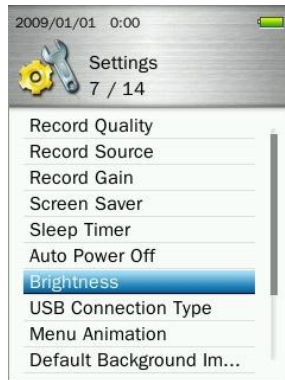 2009/01/01 0:00
Settings
7 / 14
Record Quality
Record Source
Record Gain
Screen Saver
Sleep Timer
Auto Power Off
Brightness
USB Connection Type
Menu Animation
Default Background Im...